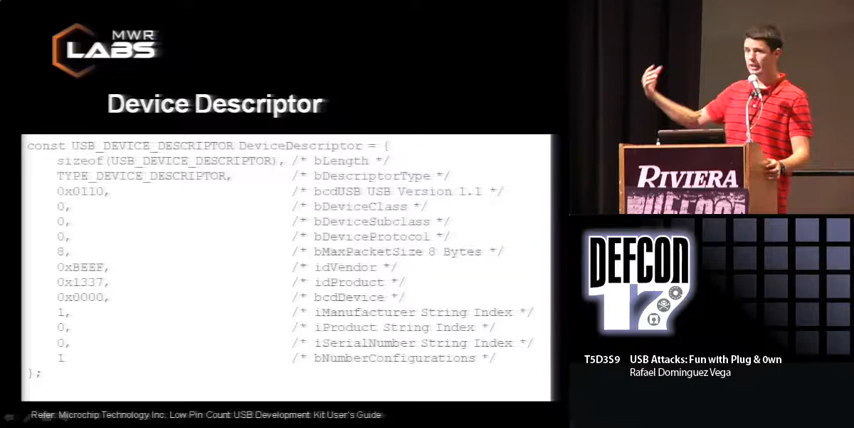 MWR
LABS
Device Descriptor
const USB_DEVICE_DESCRIPTOR DeviceDescriptor = {
sizeof(USB_DEVICE_DESCRIPTOR), /* bLength */
TYPE_DEVICE_DESCRIPTOR, /* bDescriptorType */
0x0110, /* bcdUSB USB Version 1.1 */
0, /* bDeviceClass */
0, /* bDeviceSubclass */
0, /* bDeviceProtocol */
8, /* bMaxPacketSize 8 Bytes */
0xBEEF, /* idVendor */
0x1337, /* idProduct */
0x0000, /* bcdDevice */
1, /* iManufacturer String Index */
0, /* iProduct String Index */
0, /* iSerialNumber String Index */
1 /* bNumberConfigurations */
};
Refer: Microchip Technology Inc. Low Pin Count USB Development Kit User's Guide
RIVIERA
DEFCON
17
T5D3S9 USB Attacks: Fun with Plug & 0wn
Rafael Dominguez Vega